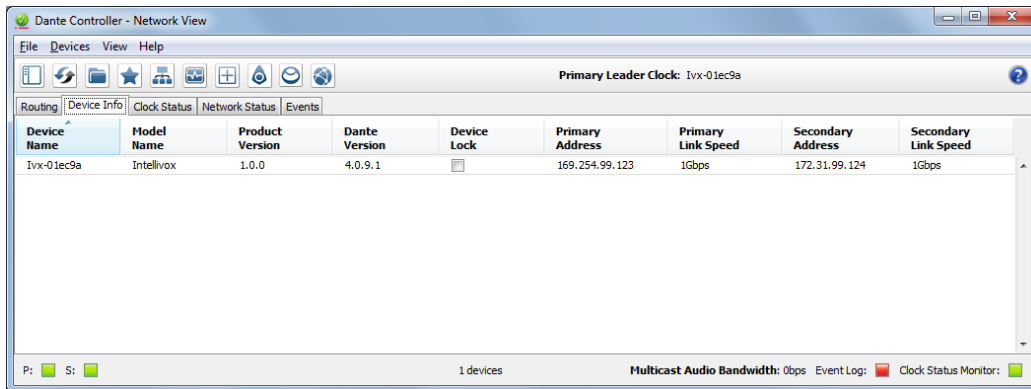 Dante Controller - Network View
File Devices View Help
Primary Leader Clock: Ivx-01ec9a
Routing Device Info Clock Status Network Status Events
Device Name Model Name Product Version Dante Version Device Lock Primary Address Primary Link Speed Secondary Address Secondary Link Speed
Ivx-01ec9a Intellivox 1.0.0 4.0.9.1 169.254.99.123 1Gbps 172.31.99.124 1Gbps
P: S: 1 devices Multicast Audio Bandwidth: 0bps Event Log: Clock Status Monitor: